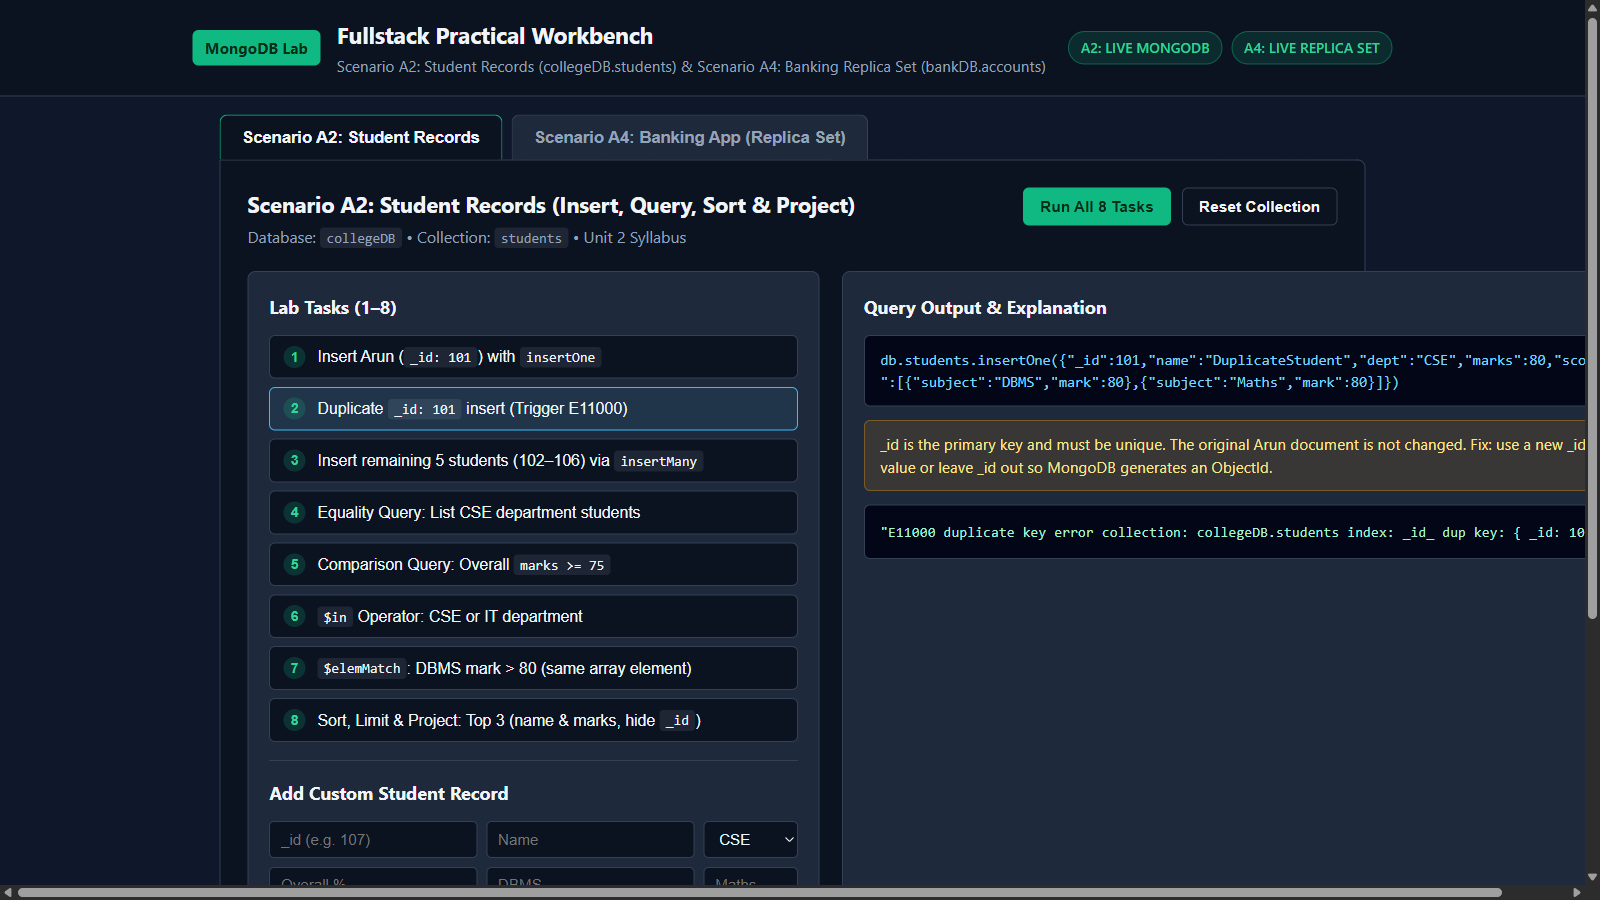 MongoDB Lab
Fullstack Practical Workbench
Scenario A2: Student Records (collegeDB.students) & Scenario A4: Banking Replica Set (bankDB.accounts)
A2: LIVE MONGODB
A4: LIVE REPLICA SET
Scenario A2: Student Records
Scenario A4: Banking App (Replica Set)
Scenario A2: Student Records (Insert, Query, Sort & Project)
Database: collegeDB • Collection: students • Unit 2 Syllabus
Run All 8 Tasks
Reset Collection
Lab Tasks (1–8)
1 Insert Arun ( _id: 101 ) with insertOne
2 Duplicate _id: 101 insert (Trigger E11000)
3 Insert remaining 5 students (102–106) via insertMany
4 Equality Query: List CSE department students
5 Comparison Query: Overall marks >= 75
6 $in Operator: CSE or IT department
7 $elemMatch : DBMS mark > 80 (same array element)
8 Sort, Limit & Project: Top 3 (name & marks, hide _id )
Add Custom Student Record
_id (e.g. 107)
Name
CSE
Overall %
DBMS
Maths
Query Output & Explanation
db.students.insertOne({"_id":101,"name":"DuplicateStudent","dept":"CSE","marks":80,"sco
":[{"subject":"DBMS","mark":80},{"subject":"Maths","mark":80}]})
_id is the primary key and must be unique. The original Arun document is not changed. Fix: use a new _id
value or leave _id out so MongoDB generates an ObjectId.
"E11000 duplicate key error collection: collegeDB.students index: _id_ dup key: { _id: 10